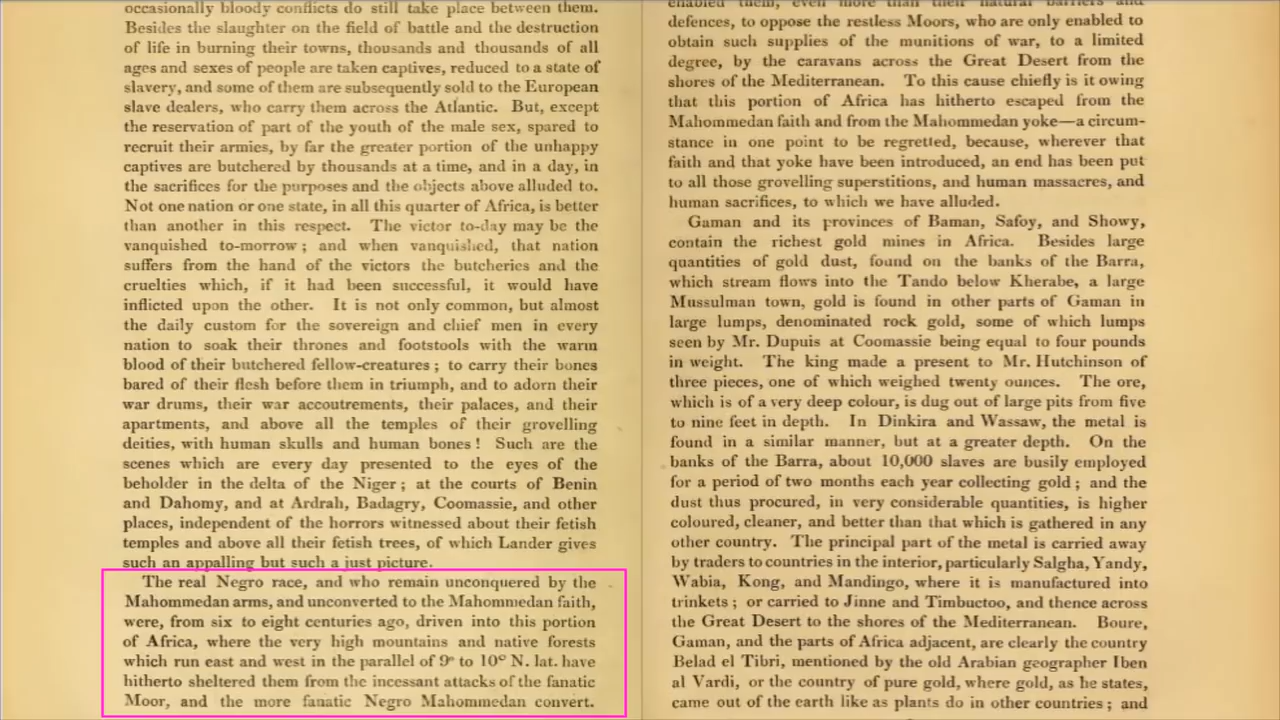 occasionally bloody conflicts do still take place between them.
Besides the slaughter on the field of battle and the destruction
of life in burning their towns, thousands and thousands of all
ages and sexes of people are taken captives, reduced to a state of
slavery, and some of them are subsequently sold to the European
slave dealers, who carry them across the Atlantic. But, except
the reservation of part of the youth of the male sex, spared to
recruit their armies, by far the greater portion of the unhappy
captives are butchered by thousands at a time, and in a day, in
the sacrifices for the purposes and the objects above alluded to.
Not one nation or one state, in all this quarter of Africa, is better
than another in this respect. The victor to-day may be the
vanquished to-morrow; and when vanquished, that nation
suffers from the hand of the victors the butcheries and the
cruelties which, if it had been successful, it would have
inflicted upon the other. It is not only common, but almost
the daily custom for the sovereign and chief men in every
nation to soak their thrones and footstools with the warm
blood of their butchered fellow-creatures; to carry their bones
bared of their flesh before them in triumph, and to adorn their
war drums, their war accoutrements, their palaces, and their
apartments, and above all the temples of their grovelling
deities, with human skulls and human bones! Such are the
scenes which are every day presented to the eyes of the
beholder in the delta of the Niger; at the courts of Benin
and Dahomy, and at Ardrah, Badagry, Coomassie, and other
places, independent of the horrors witnessed about their fetish
temples and above all their fetish trees, of which Lander gives
such an appalling but such a just picture.
The real Negro race, and who remain unconquered by the
Mahommedan arms, and unconverted to the Mahommedan faith,
were, from six to eight centuries ago, driven into this portion
of Africa, where the very high mountains and native forests
which run east and west in the parallel of 9° to 10° N. lat. have
hitherto sheltered them from the incessant attacks of the fanatic
Moor, and the more fanatic Negro Mahommedan convert.
enabled them, even more than their natural barriers and
defences, to oppose the restless Moors, who are only enabled to
obtain such supplies of the munitions of war, to a limited
degree, by the caravans across the Great Desert from the
shores of the Mediterranean. To this cause chiefly is it owing
that this portion of Africa has hitherto escaped from the
Mahommedan faith and from the Mahommedan yoke—a circum-
stance in one point to be regretted, because, wherever that
faith and that yoke have been introduced, an end has been put
to all those grovelling superstitions, and human massacres, and
human sacrifices, to which we have alluded.
Gaman and its provinces of Baman, Safoy, and Showy,
contain the richest gold mines in Africa. Besides large
quantities of gold dust, found on the banks of the Barra,
which stream flows into the Tando below Kherabe, a large
Mussulman town, gold is found in other parts of Gaman in
large lumps, denominated rock gold, some of which lumps
seen by Mr. Dupuis at Coomassie being equal to four pounds
in weight. The king made a present to Mr. Hutchinson of
three pieces, one of which weighed twenty ounces. The ore,
which is of a very deep colour, is dug out of large pits from five
to nine feet in depth. In Dinkira and Wassaw, the metal is
found in a similar manner, but at a greater depth. On the
banks of the Barra, about 10,000 slaves are busily employed
for a period of two months each year collecting gold; and the
dust thus procured, in very considerable quantities, is higher
coloured, cleaner, and better than that which is gathered in any
other country. The principal part of the metal is carried away
by traders to countries in the interior, particularly Salgha, Yandy,
Wabia, Kong, and Mandingo, where it is manufactured into
trinkets; or carried to Jinne and Timbuctoo, and thence across
the Great Desert to the shores of the Mediterranean. Boure,
Gaman, and the parts of Africa adjacent, are clearly the country
Belad el Tibri, mentioned by the old Arabian geographer Iben
al Vardi, or the country of pure gold, where gold, as he states,
came out of the earth like as plants do in other countries; and